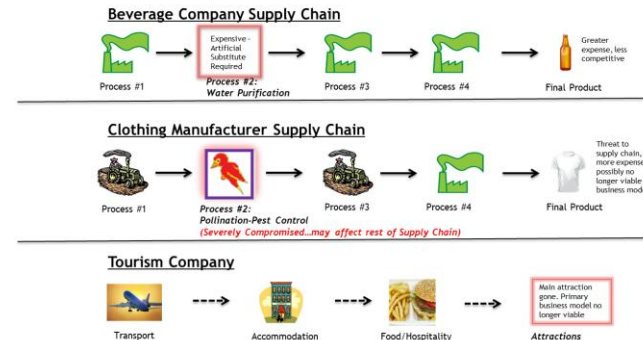 Beverage Company Supply Chain
Expensive -
Artificial
Substitute
Required
Greater
expense, less
competitive
Process #1
Process #2:
Water Purification
Process #3
Process #4
Final Product
Clothing Manufacturer Supply Chain
Threat to
supply chain,
more expense
possibly no
longer viable
business mode
Process #1
Process #2:
Pollination-Pest Control
(Severely Compromised...may affect rest of Supply Chain)
Process #3
Process #4
Final Product
Tourism Company
Main attraction
gone. Primary
business model no
longer viable
Transport
Accommodation
Food/Hospitality
Attractions